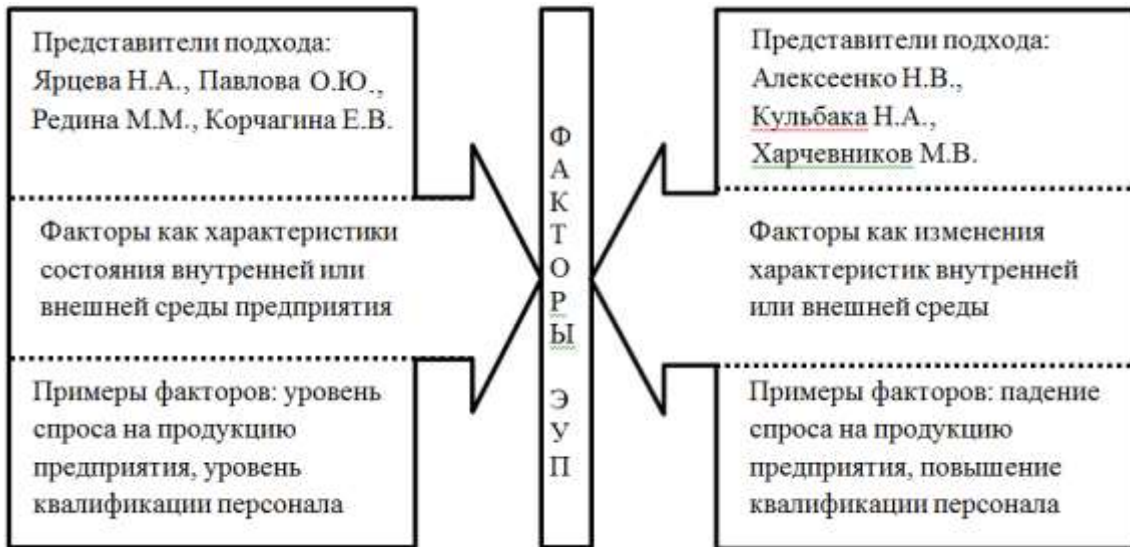 Представители подхода:
Ярцева Н.А., Павлова О.Ю.,
Редина М.М., Корчагина Е.В.
Факторы как характеристики
состояния внутренней или
внешней среды предприятия
Примеры факторов: уровень
спроса на продукцию
предприятия, уровень
квалификации персонала
ФАКТОРЫ ЭУП
Представители подхода:
Алексеенко Н.В.,
Кульбака Н.А.,
Харчевников М.В.
Факторы как изменения
характеристик внутренней
или внешней среды
Примеры факторов: падение
спроса на продукцию
предприятия, повышение
квалификации персонала